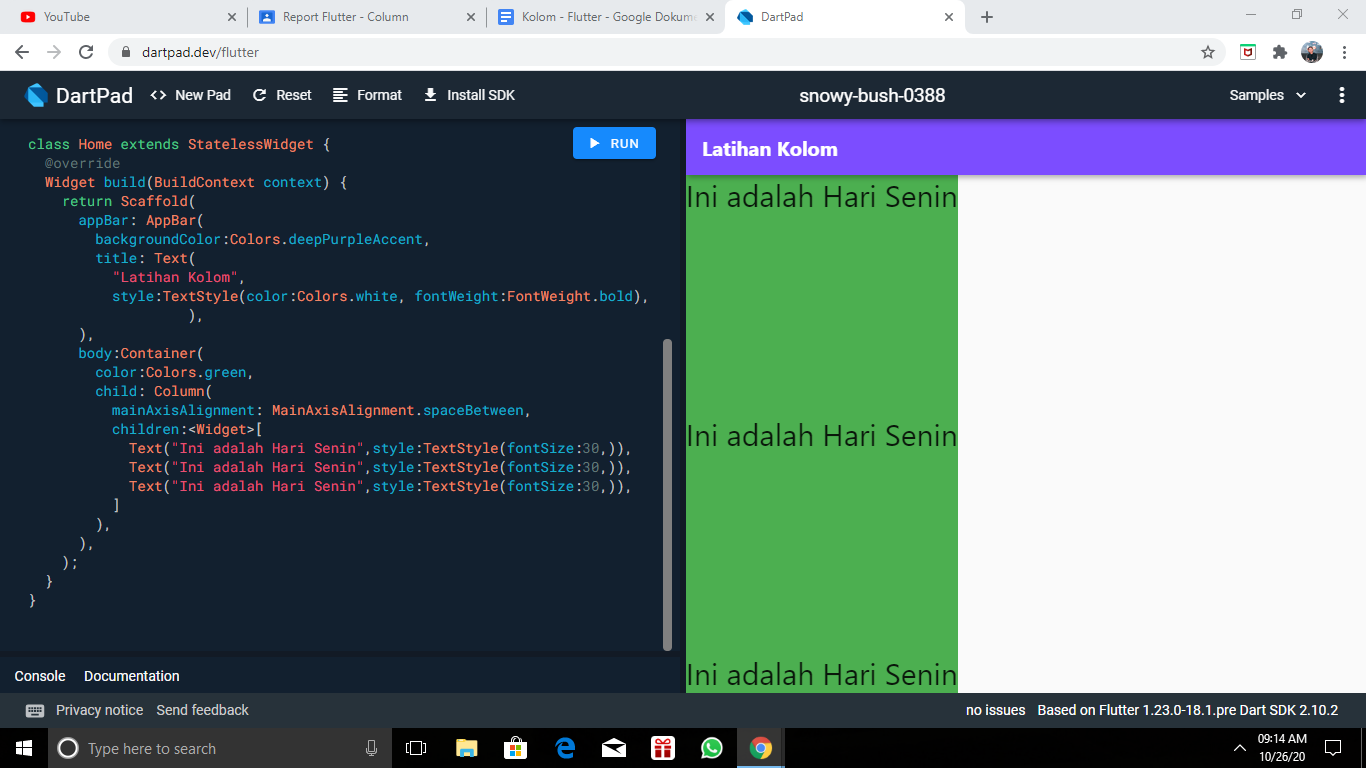 YouTube
Report Flutter - Column
Kolom - Flutter - Google Dokume
DartPad
dartpad.dev/flutter
DartPad
<> New Pad
Reset
Format
Install SDK
snowy-bush-0388
Samples
class Home extends StatelessWidget {
@override
Widget build(BuildContext context) {
return Scaffold(
appBar: AppBar(
backgroundColor:Colors.deepPurpleAccent,
title: Text(
"Latihan Kolom",
style:TextStyle(color:Colors.white, fontWeight:FontWeight.bold),
),
),
body:Container(
color:Colors.green,
child: Column(
mainAxisAlignment: MainAxisAlignment.spaceBetween,
children:<Widget>[
Text("Ini adalah Hari Senin",style:TextStyle(fontSize:30,)),
Text("Ini adalah Hari Senin",style:TextStyle(fontSize:30,)),
Text("Ini adalah Hari Senin",style:TextStyle(fontSize:30,)),
]
),
),
);
}
}
RUN
Latihan Kolom
Ini adalah Hari Senin
Ini adalah Hari Senin
Ini adalah Hari Senin
Console
Documentation
Privacy notice
Send feedback
no issues
Based on Flutter 1.23.0-18.1.pre Dart SDK 2.10.2
Type here to search
09:14 AM
10/26/20